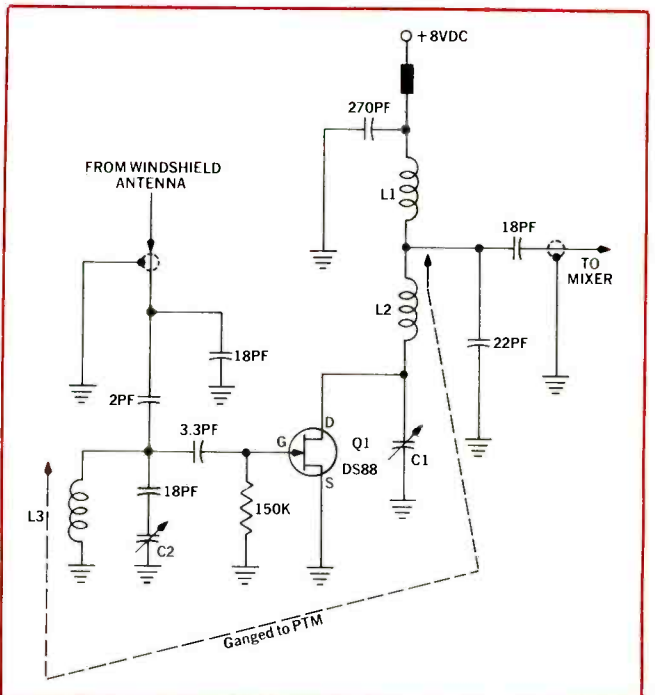 +8VDC
270PF
FROM WINDSHIELD
ANTENNA
L1
18PF
TO
MIXER
L2
18PF
22PF
2PF
3.3PF
D
G
Q1
DS88
C1
S
18PF
150K
L3
C2
Ganged to PTM